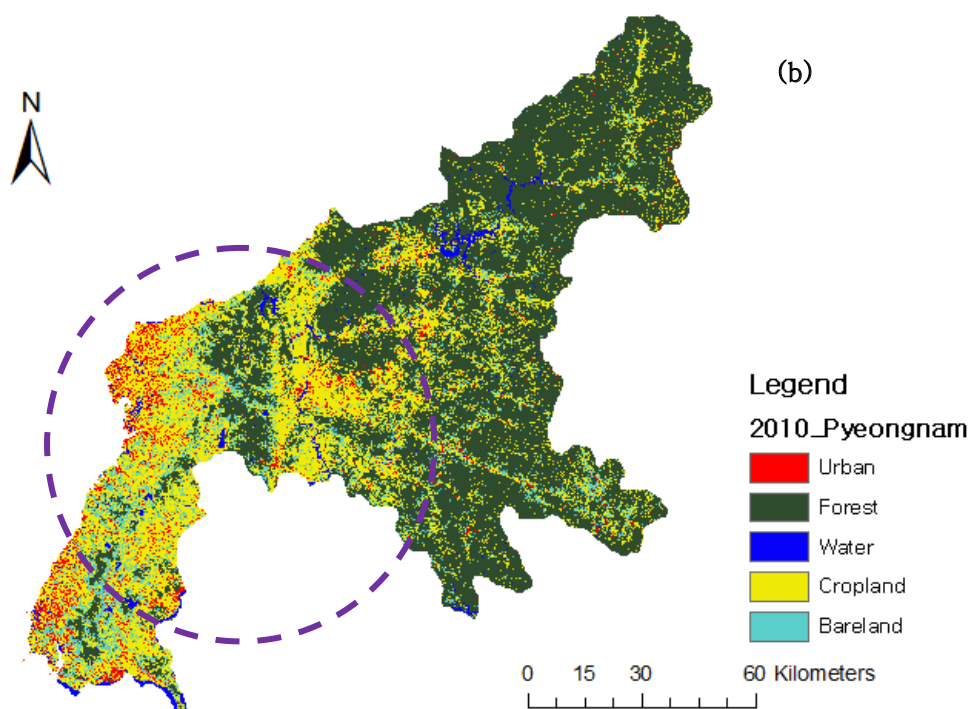 (b)
N
Legend
2010_Pyeongnam
Urban
Forest
Water
Cropland
Bareland
0 15 30 60 Kilometers